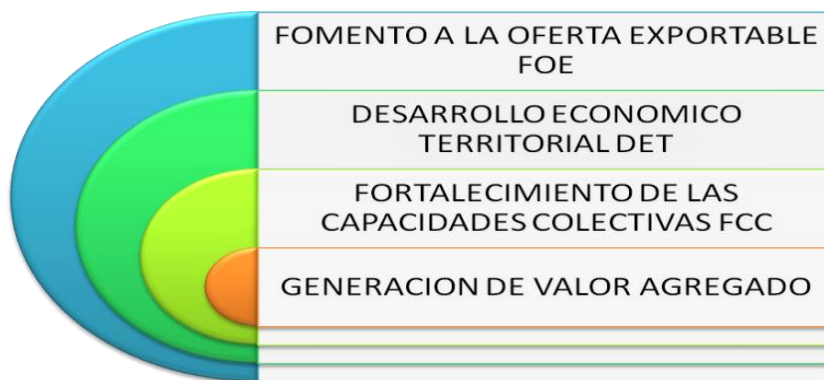 FOMENTO A LA OFERTA EXPORTABLE
FOE
DESARROLLO ECONOMICO
TERRITORIAL DET
FORTALECIMIENTO DE LAS
CAPACIDADES COLECTIVAS FCC
GENERACION DE VALOR AGREGADO